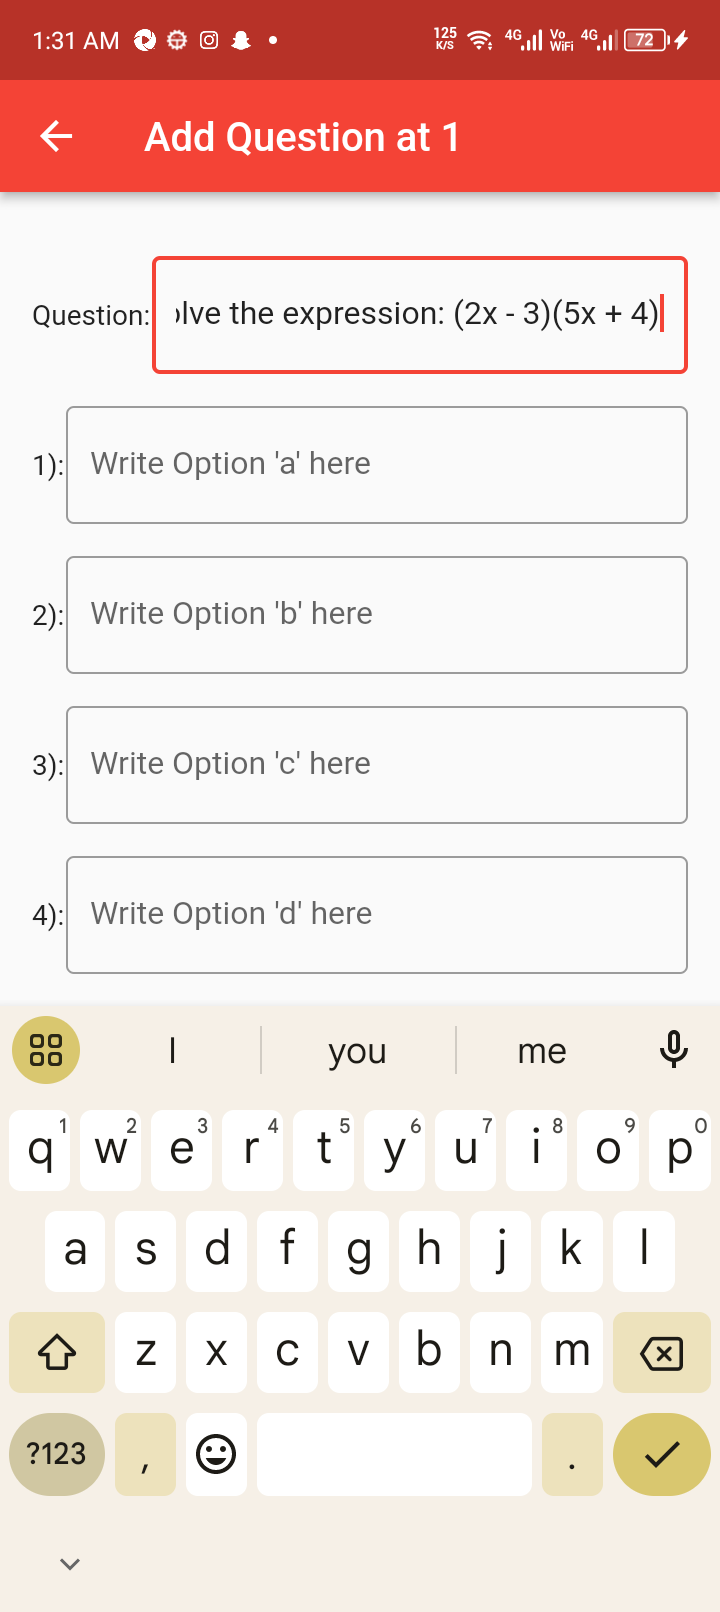 1:31 AM 125 K/S 4G Vo WiFi 4G 72
Add Question at 1
Question: olve the expression: (2x - 3)(5x + 4)
1): Write Option 'a' here
2): Write Option 'b' here
3): Write Option 'c' here
4): Write Option 'd' here
I you me
q1 w2 e3 r4 t5 y6 u7 i8 o9 p0
a s d f g h j k l
z x c v b n m
?123 , .